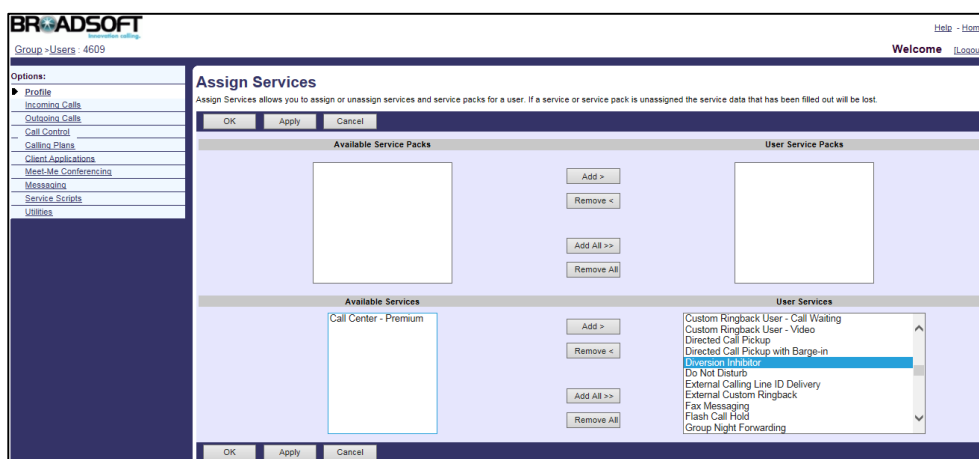 BROADSOFT
Innovation calling.
Help - Hom
Group >Users : 4609
Welcome [Logou
Options:
Profile
Incoming Calls
Outgoing Calls
Call Control
Calling Plans
Client Applications
Meet-Me Conferencing
Messaging
Service Scripts
Utilities
Assign Services
Assign Services allows you to assign or unassign services and service packs for a user. If a service or service pack is unassigned the service data that has been filled out will be lost.
OK Apply Cancel
Available Service Packs User Service Packs
Add >
Remove <
Add All >>
Remove All
Available Services User Services
Call Center - Premium
Add >
Remove <
Add All >>
Remove All
Custom Ringback User - Call Waiting
Custom Ringback User - Video
Directed Call Pickup
Directed Call Pickup with Barge-in
Diversion Inhibitor
Do Not Disturb
External Calling Line ID Delivery
External Custom Ringback
Fax Messaging
Flash Call Hold
Group Night Forwarding
OK Apply Cancel